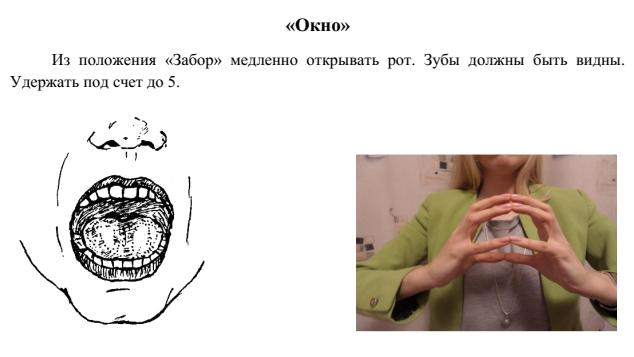 «Окно»
Из положения «Забор» медленно открывать рот. Зубы должны быть видны.
Удержать под счет до 5.